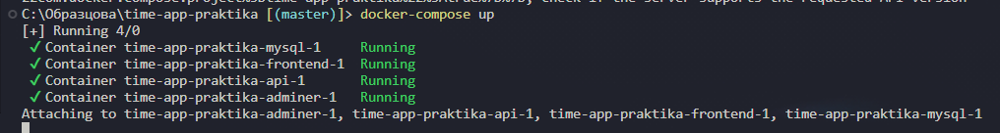 C:\Образцова\time-app-praktika [(master)]> docker-compose up
[+] Running 4/0
✓ Container time-app-praktika-mysql-1 Running
✓ Container time-app-praktika-frontend-1 Running
✓ Container time-app-praktika-api-1 Running
✓ Container time-app-praktika-adminer-1 Running
Attaching to time-app-praktika-adminer-1, time-app-praktika-api-1, time-app-praktika-frontend-1, time-app-praktika-mysql-1